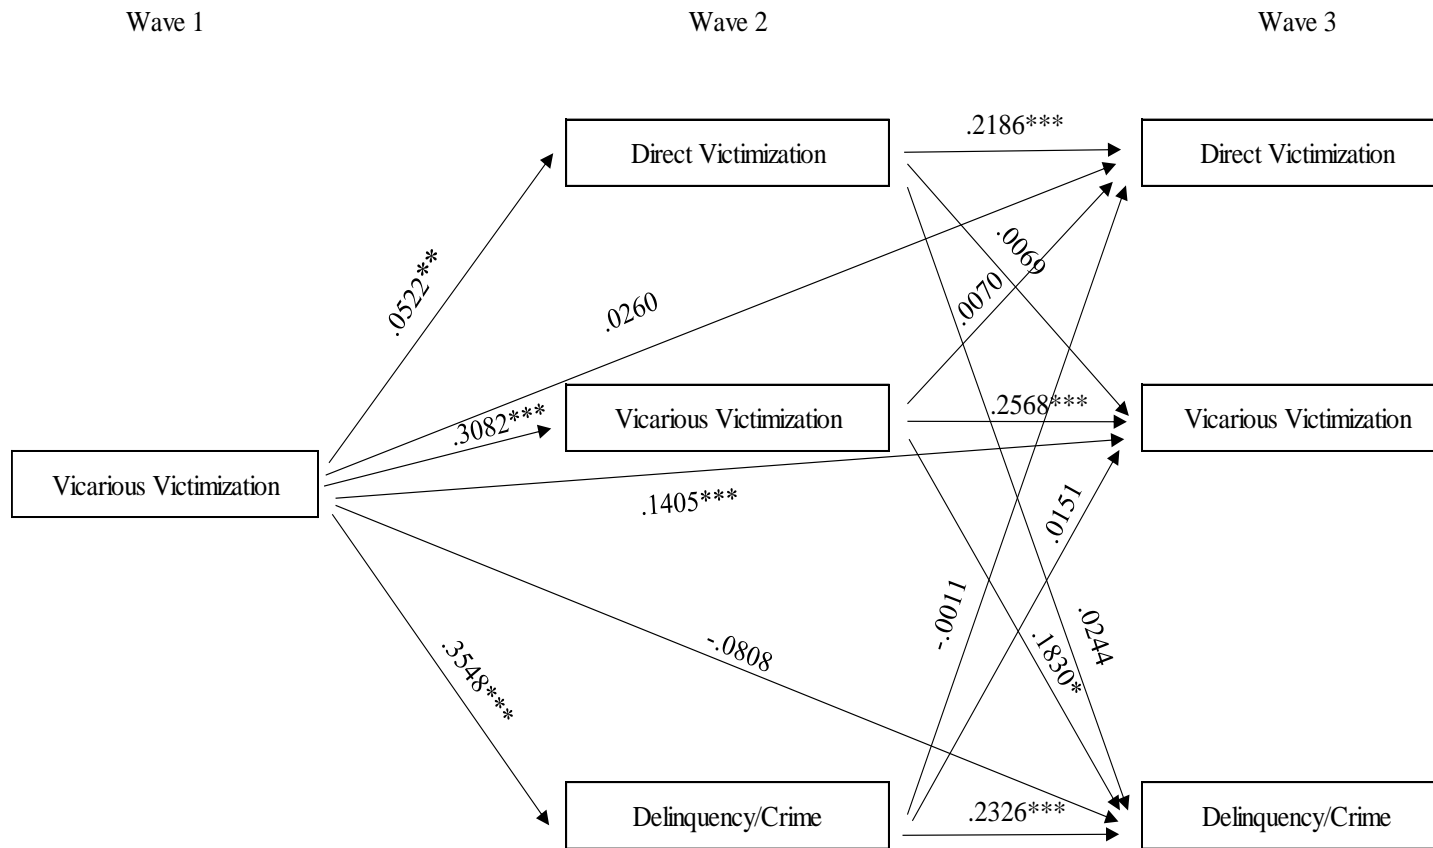 Wave 1
Wave 2
Wave 3
Direct Victimization
.2186***
Direct Victimization
.0522**
.0260
.0069
.0070
Vicarious Victimization
.3082***
Vicarious Victimization
.2568***
Vicarious Victimization
.1405***
.0151
-.0011
.0244
.1830*
-.0808
.3548***
Delinquency/Crime
.2326***
Delinquency/Crime